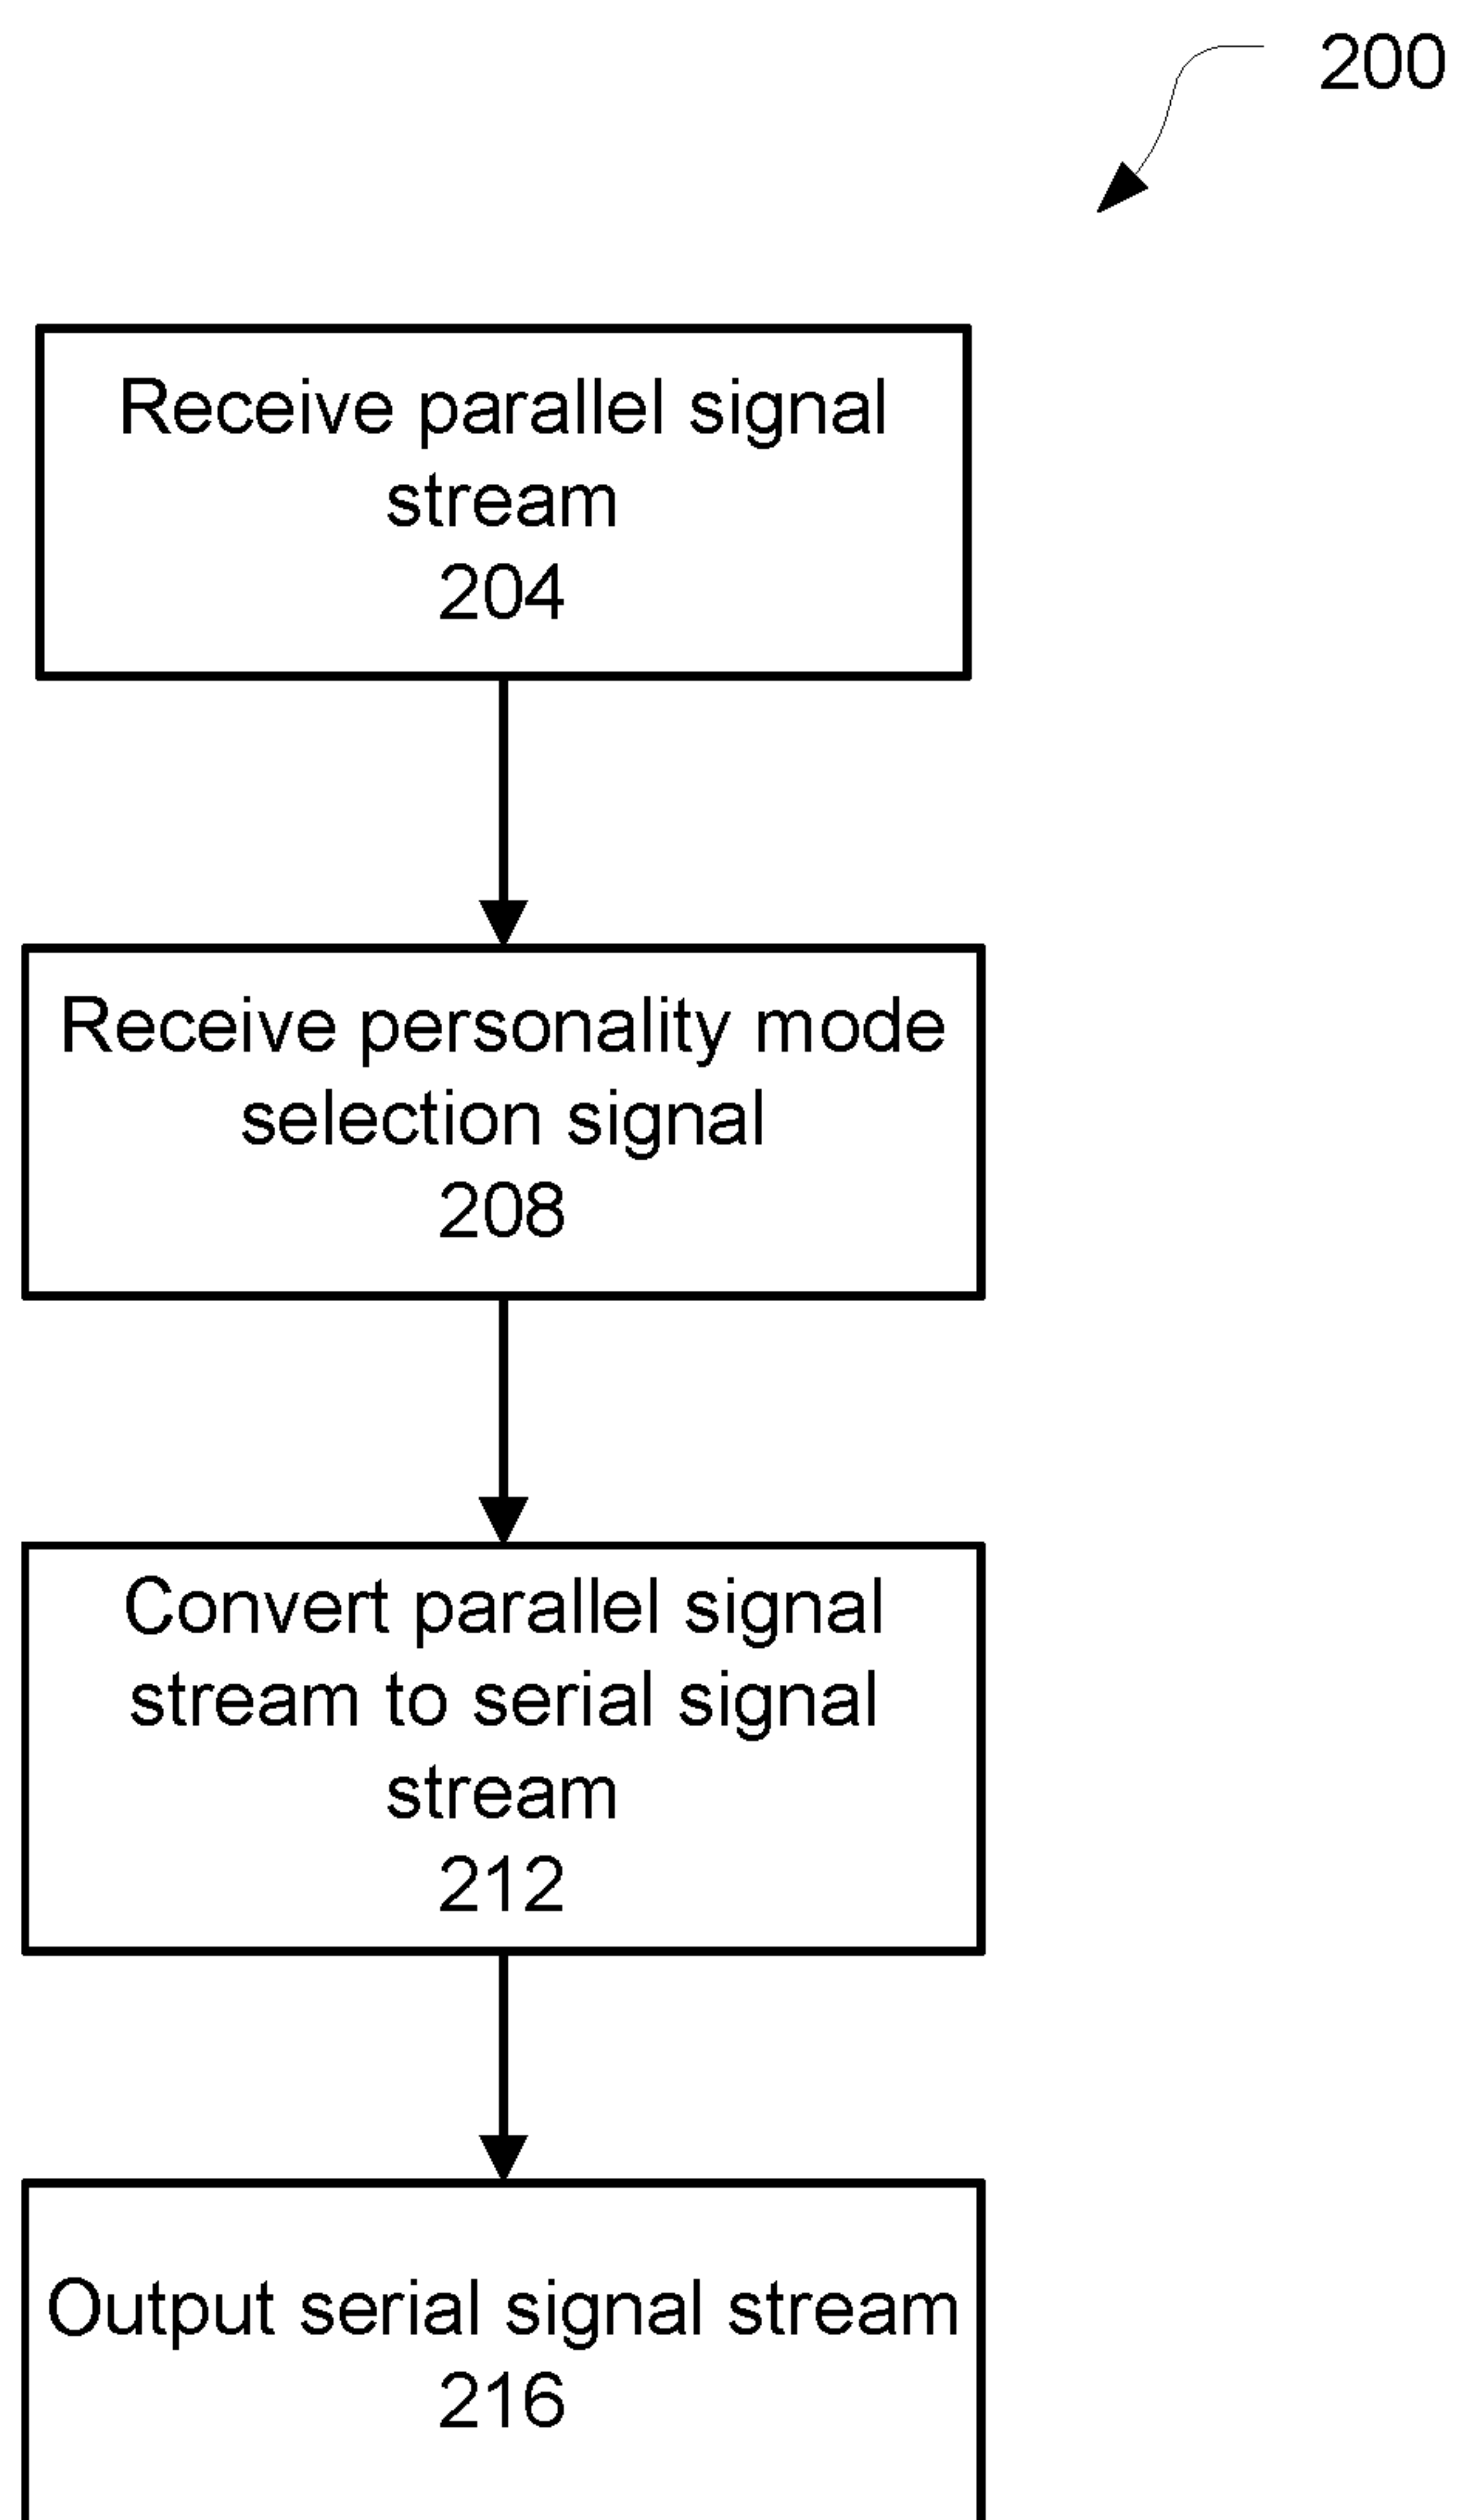 200
Receive parallel signal
stream
204
Receive personality mode
selection signal
208
Convert parallel signal
stream to serial signal
stream
212
Output serial signal stream
216